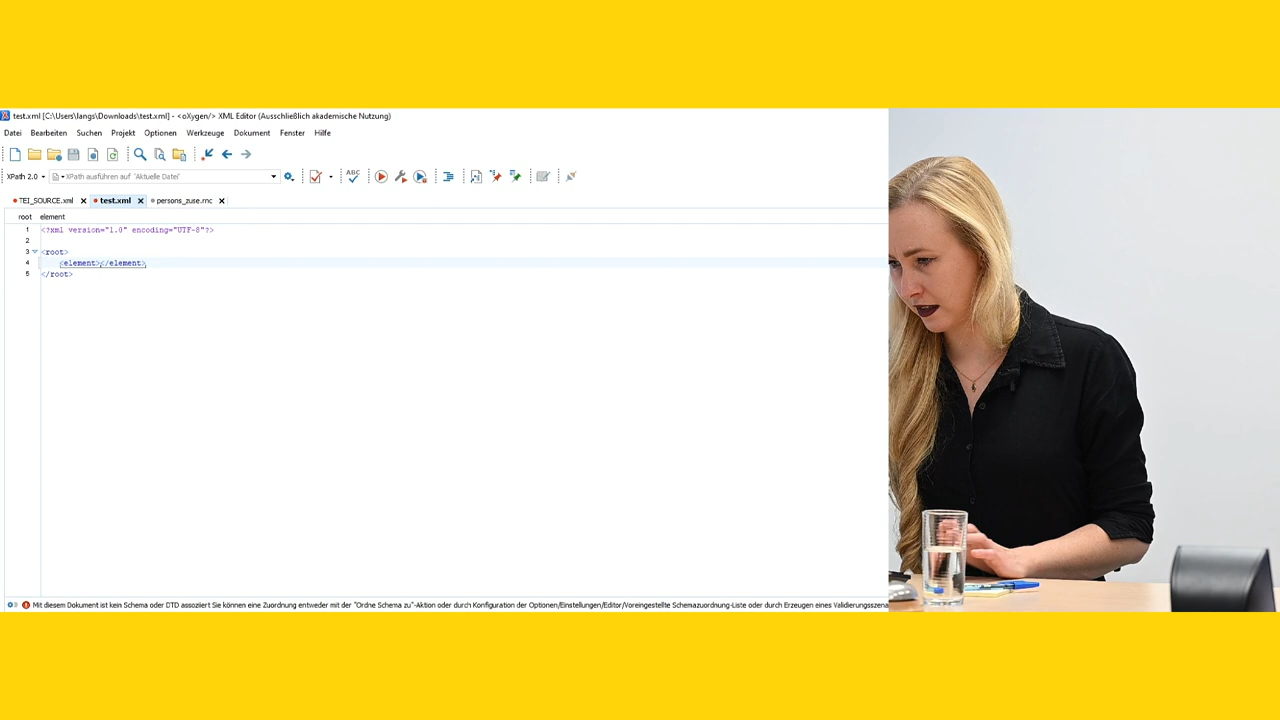 test.xml [C:\Users\langs\Downloads\test.xml] - <oXygen/> XML Editor (Ausschließlich akademische Nutzung)
Datei Bearbeiten Suchen Projekt Optionen Werkzeuge Dokument Fenster Hilfe
XPath 2.0 XPath ausführen auf 'Aktuelle Datei' ABC
TEI_SOURCE.xml test.xml persons_zuse.rnc
root element
1 <?xml version="1.0" encoding="UTF-8"?>
2
3 <root>
4 <element></element>
5 </root>
Mit diesem Dokument ist kein Schema oder DTD assoziiert Sie können eine Zuordnung entweder mit der "Ordne Schema zu"-Aktion oder durch Konfiguration der Optionen/Einstellungen/Editor/Voreingestellte Schemazuordnung-Liste oder durch Erzeugen eines Validierungsszena